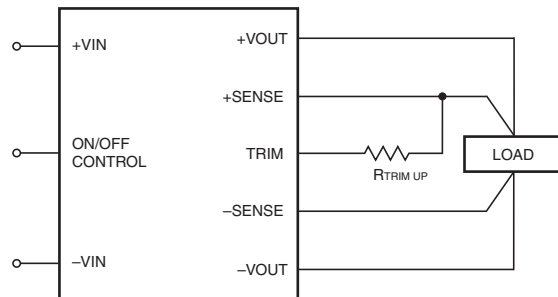 +VIN
+VOUT
+SENSE
ON/OFF
CONTROL
TRIM
LOAD
RTRIM UP
–SENSE
–VIN
–VOUT